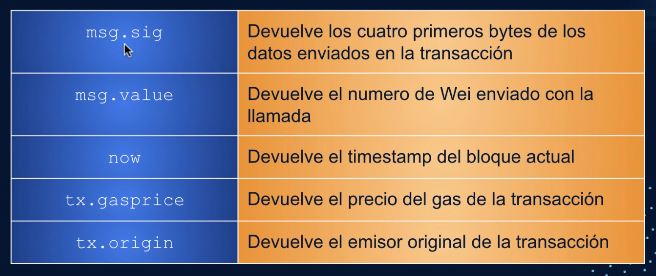 msg.sig
Devuelve los cuatro primeros bytes de los
datos enviados en la transacción
msg.value
Devuelve el numero de Wei enviado con la
llamada
now
Devuelve el timestamp del bloque actual
tx.gasprice
Devuelve el precio del gas de la transacción
tx.origin
Devuelve el emisor original de la transacción